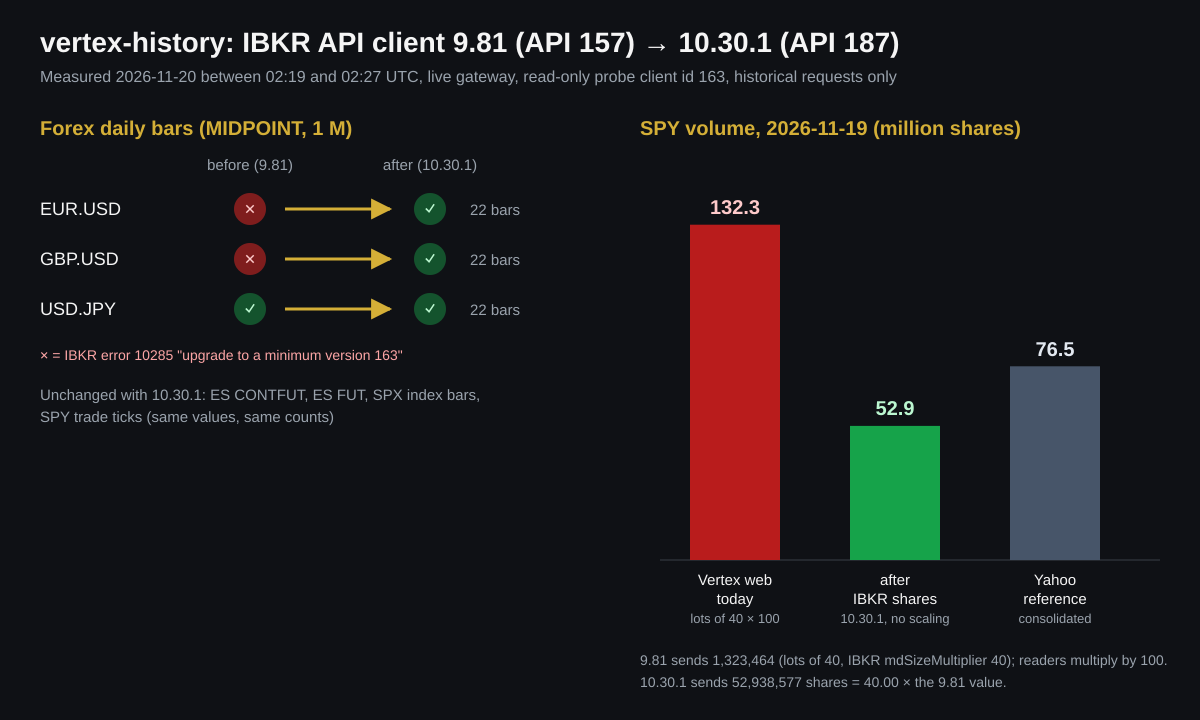 vertex-history: IBKR API client 9.81 (API 157) → 10.30.1 (API 187)
Measured 2026-11-20 between 02:19 and 02:27 UTC, live gateway, read-only probe client id 163, historical requests only
Forex daily bars (MIDPOINT, 1 M)
before (9.81) after (10.30.1)
EUR.USD × ✓ 22 bars
GBP.USD × ✓ 22 bars
USD.JPY ✓ ✓ 22 bars
× = IBKR error 10285 "upgrade to a minimum version 163"
Unchanged with 10.30.1: ES CONTFUT, ES FUT, SPX index bars,
SPY trade ticks (same values, same counts)
SPY volume, 2026-11-19 (million shares)
132.3
52.9
76.5
Vertex web
today
lots of 40 × 100
after
IBKR shares
10.30.1, no scaling
Yahoo
reference
consolidated
9.81 sends 1,323,464 (lots of 40, IBKR mdSizeMultiplier 40); readers multiply by 100.
10.30.1 sends 52,938,577 shares = 40.00 × the 9.81 value.